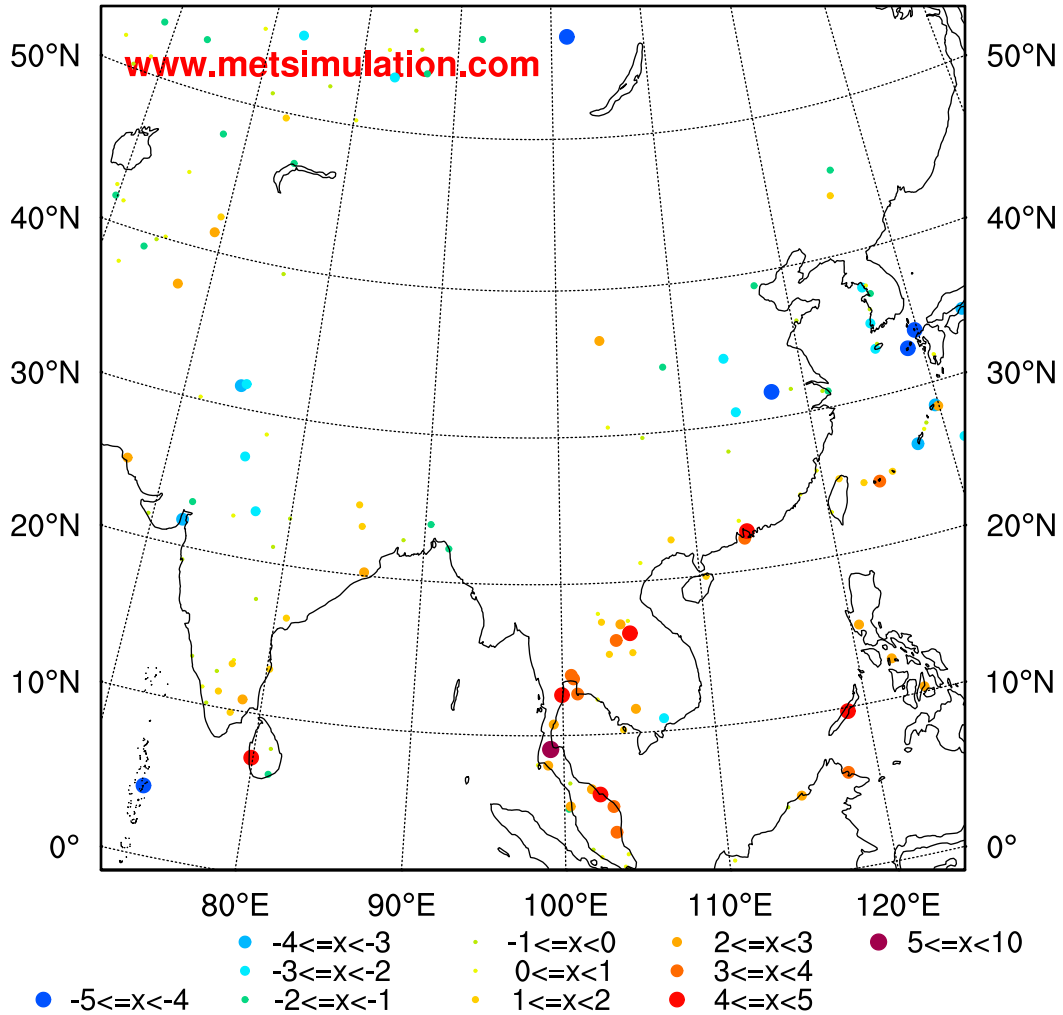 50°N 50°N
www.metsimulation.com
40°N 40°N
30°N 30°N
20°N 20°N
10°N 10°N
0° 0°
80°E 90°E 100°E 110°E 120°E
-4<=x<-3 -1<=x<0 2<=x<3 5<=x<10
-3<=x<-2 0<=x<1 3<=x<4
-5<=x<-4 -2<=x<-1 1<=x<2 4<=x<5